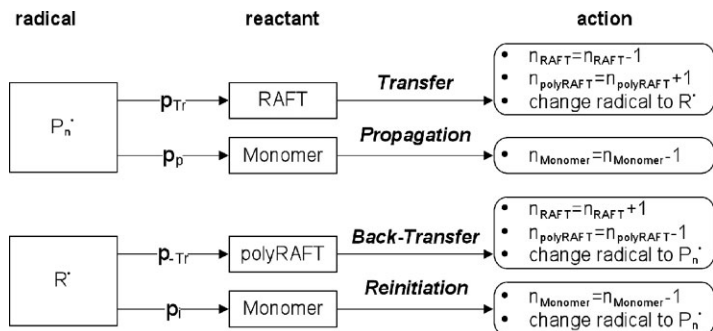 radical reactant action
• n_RAFT=n_RAFT-1
Transfer
P_n• p_Tr RAFT • n_polyRAFT=n_polyRAFT+1
• change radical to R•
Propagation
p_p Monomer • n_Monomer=n_Monomer-1
• n_RAFT=n_RAFT+1
Back-Transfer
R• p_-Tr polyRAFT • n_polyRAFT=n_polyRAFT-1
• change radical to P_n•
Reinitiation
p_i Monomer • n_Monomer=n_Monomer-1
• change radical to P_n•